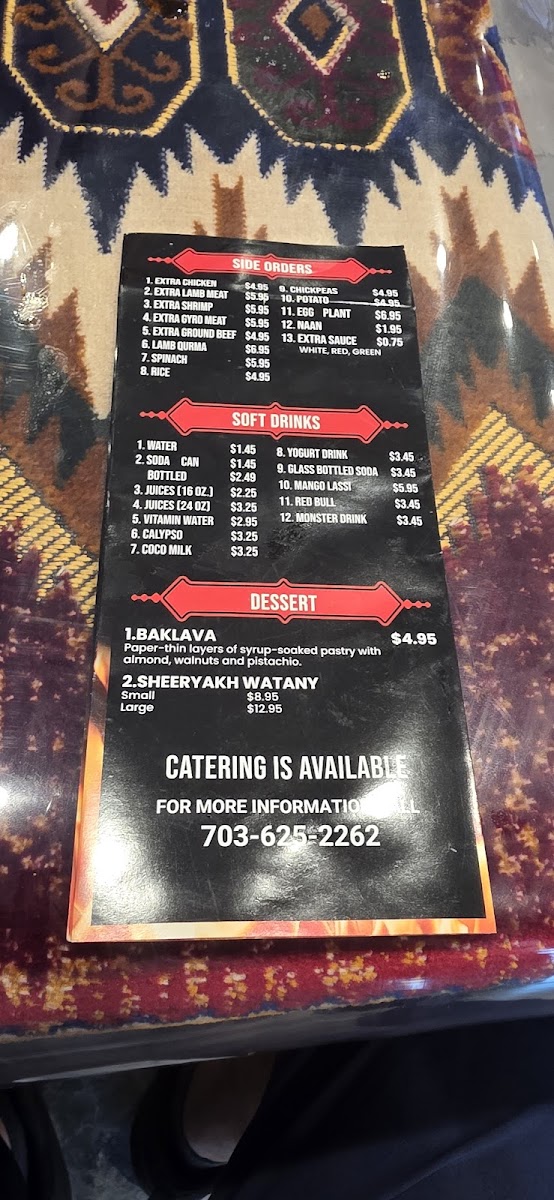 SIDE ORDERS
1. EXTRA CHICKEN $4.95
2. EXTRA LAMB MEAT $5.95
3. EXTRA SHRIMP $5.95
4. EXTRA GYRO MEAT $5.95
5. EXTRA GROUND BEEF $4.95
6. LAMB QURMA $6.95
7. SPINACH $5.95
8. RICE $4.95
9. CHICKPEAS $4.95
10. POTATO $4.95
11. EGG PLANT $6.95
12. NAAN $1.95
13. EXTRA SAUCE $0.75
WHITE, RED, GREEN
SOFT DRINKS
1. WATER $1.45
2. SODA CAN $1.45
BOTTLED $2.49
3. JUICES (16 OZ.) $2.25
4. JUICES (24 OZ) $3.25
5. VITAMIN WATER $2.95
6. CALYPSO $3.25
7. COCO MILK $3.25
8. YOGURT DRINK $3.45
9. GLASS BOTTLED SODA $3.45
10. MANGO LASSI $5.95
11. RED BULL $3.45
12. MONSTER DRINK $3.45
DESSERT
1.BAKLAVA $4.95
Paper-thin layers of syrup-soaked pastry with
almond, walnuts and pistachio.
2.SHEERYAKH WATANY
Small $8.95
Large $12.95
CATERING IS AVAILABLE
FOR MORE
703-625-2262